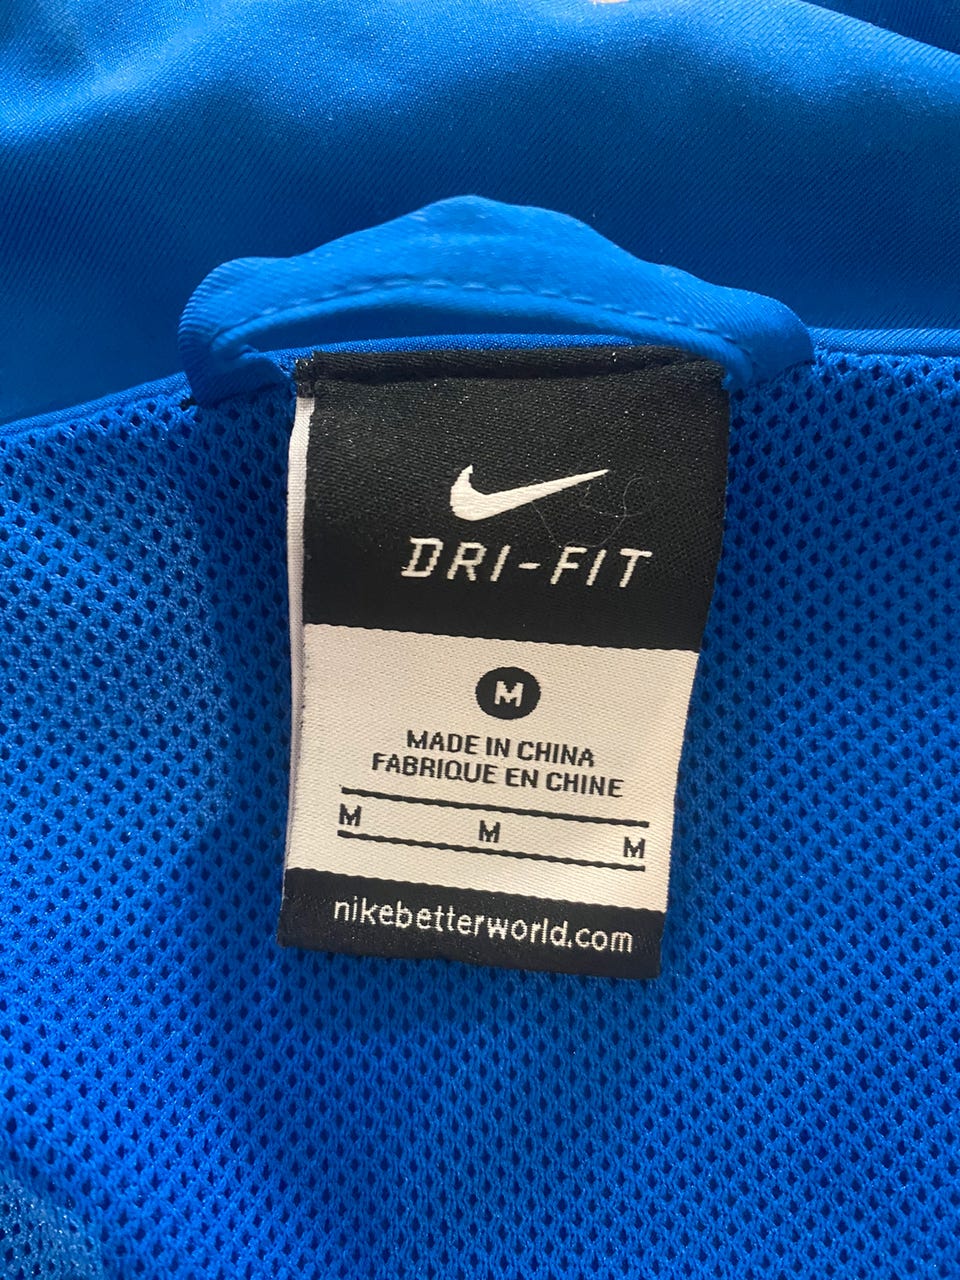 DRI-FIT
M
MADE IN CHINA
FABRIQUE EN CHINE
M M M
nikebetterworld.com